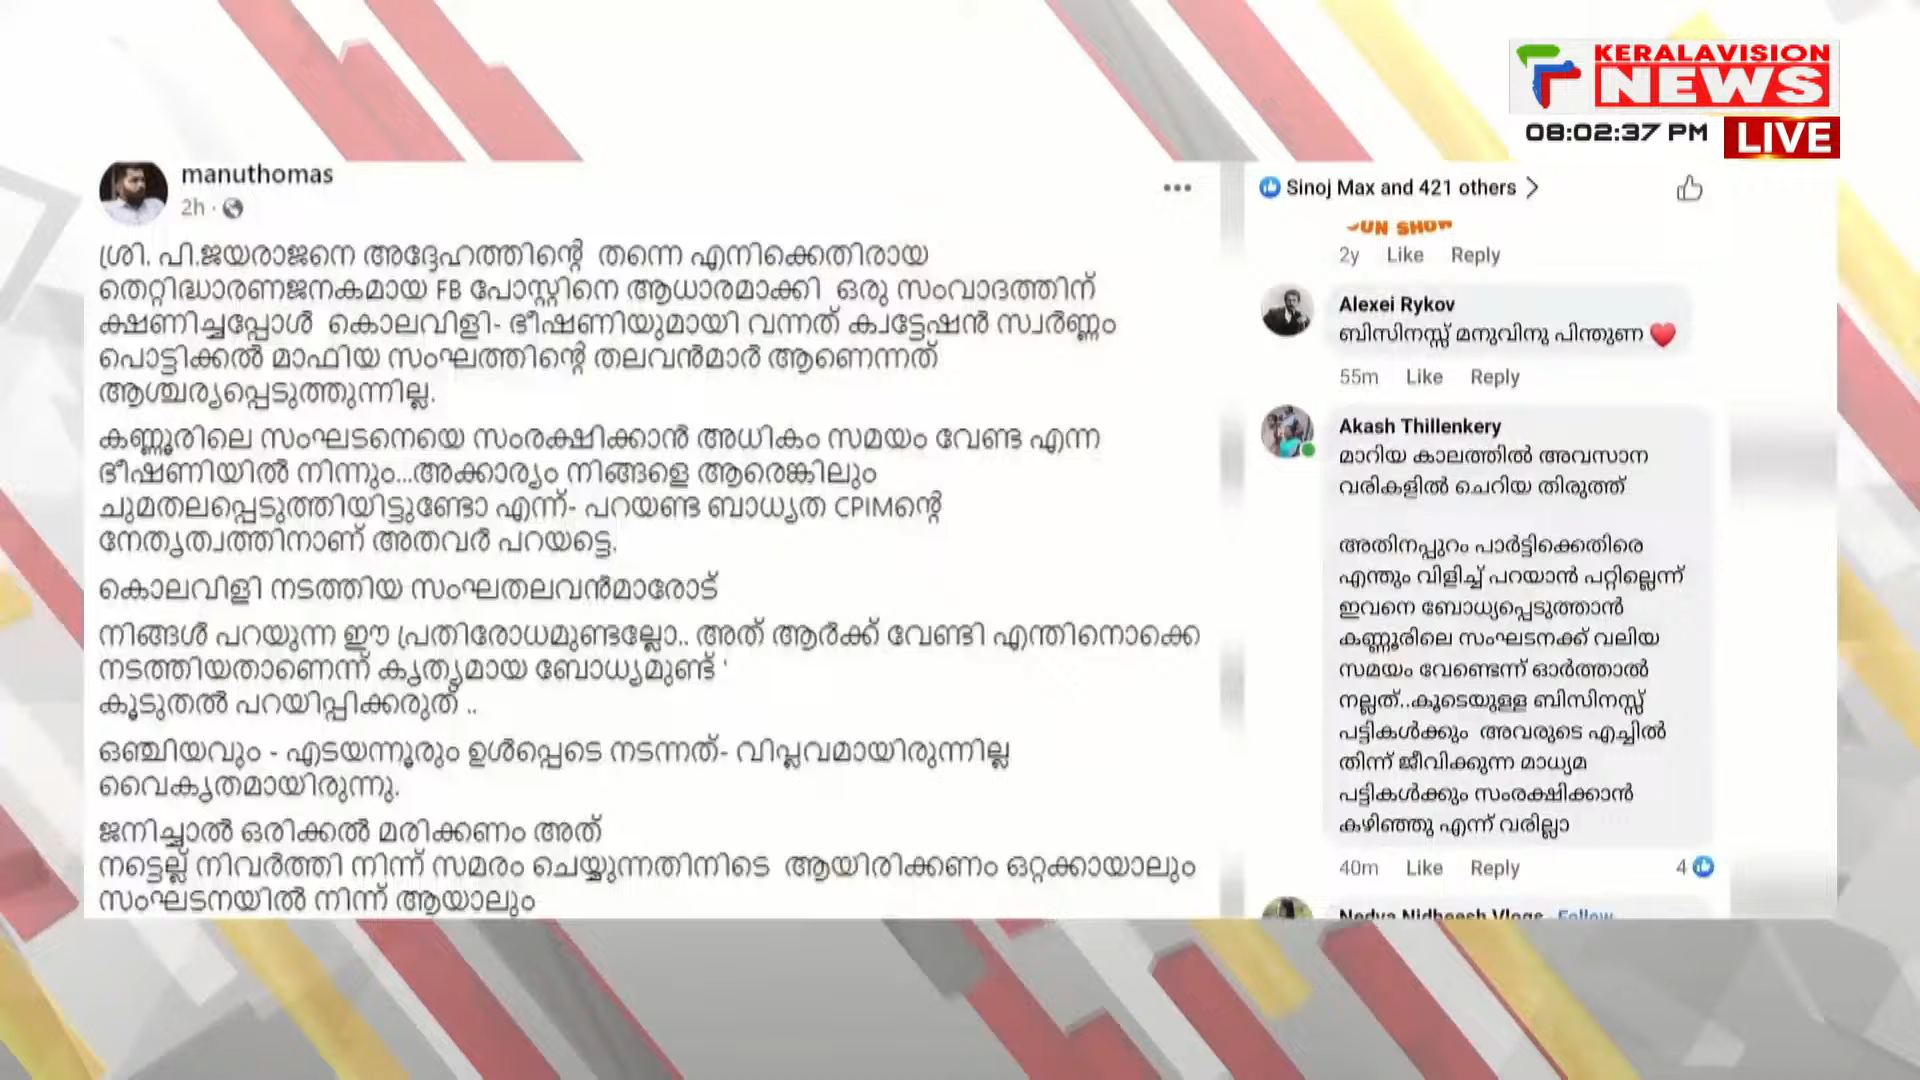 KERALAVISION
NEWS
08:02:37 PM
LIVE
manuthomas
2h ·
ശ്രി. പി.ജയരാജനെ അദ്ദേഹത്തിന്റെ തന്നെ എനിക്കെതിരായ
തെറ്റിദ്ധാരണജനകമായ FB പോസ്റ്റിനെ ആധാരമാക്കി ഒരു സംവാദത്തിന്
ക്ഷണിച്ചപ്പോൾ കൊലവിളി- ഭീഷണിയുമായി വന്നത് ക്വട്ടേഷൻ സ്വർണ്ണം
പൊട്ടിക്കൽ മാഫിയ സംഘത്തിന്റെ തലവൻമാർ ആണെന്നത്
ആശ്ചര്യപ്പെടുത്തുന്നില്ല.
കണ്ണൂരിലെ സംഘടനെയെ സംരക്ഷിക്കാൻ അധികം സമയം വേണ്ട എന്ന
ഭീഷണിയിൽ നിന്നും...അക്കാര്യം നിങ്ങളെ ആരെങ്കിലും
ചുമതലപ്പെടുത്തിയിട്ടുണ്ടോ എന്ന്- പറയണ്ട ബാധ്യത CPIMന്റെ
നേതൃത്വത്തിനാണ് അതവർ പറയട്ടെ.
കൊലവിളി നടത്തിയ സംഘതലവൻമാരോട്
നിങ്ങൾ പറയുന്ന ഈ പ്രതിരോധമുണ്ടല്ലോ.. അത് ആർക്ക് വേണ്ടി എന്തിനൊക്കെ
നടത്തിയതാണെന്ന് കൃത്യമായ ബോധ്യമുണ്ട് '
കൂടുതൽ പറയിപ്പിക്കരുത് ..
ഒഞ്ചിയവും - എടയന്നൂരും ഉൾപ്പെടെ നടന്നത്- വിപ്ലവമായിരുന്നില്ല
വൈകൃതമായിരുന്നു.
ജനിച്ചാൽ ഒരിക്കൽ മരിക്കണം അത്
നട്ടെല്ല് നിവർത്തി നിന്ന് സമരം ചെയ്യുന്നതിനിടെ ആയിരിക്കണം ഒറ്റക്കായാലും
സംഘടനയിൽ നിന്ന് ആയാലും
Sinoj Max and 421 others
SHOW
2y Like Reply
Alexei Rykov
ബിസിനസ്സ് മനുവിനു പിന്തുണ ❤️
55m Like Reply
Akash Thillenkery
മാറിയ കാലത്തിൽ അവസാന
വരികളിൽ ചെറിയ തിരുത്ത്
അതിനപ്പുറം പാർട്ടിക്കെതിരെ
എന്തും വിളിച്ച് പറയാൻ പറ്റില്ലെന്ന്
ഇവനെ ബോധ്യപ്പെടുത്താൻ
കണ്ണൂരിലെ സംഘടനക്ക് വലിയ
സമയം വേണ്ടെന്ന് ഓർത്താൽ
നല്ലത്..കൂടെയുള്ള ബിസിനസ്സ്
പട്ടികൾക്കും അവരുടെ എച്ചിൽ
തിന്ന് ജീവിക്കുന്ന മാധ്യമ
പട്ടികൾക്കും സംരക്ഷിക്കാൻ
കഴിഞ്ഞു എന്ന് വരില്ലാ
40m Like Reply 4
Nedya Nidheesh Vlogs Follow